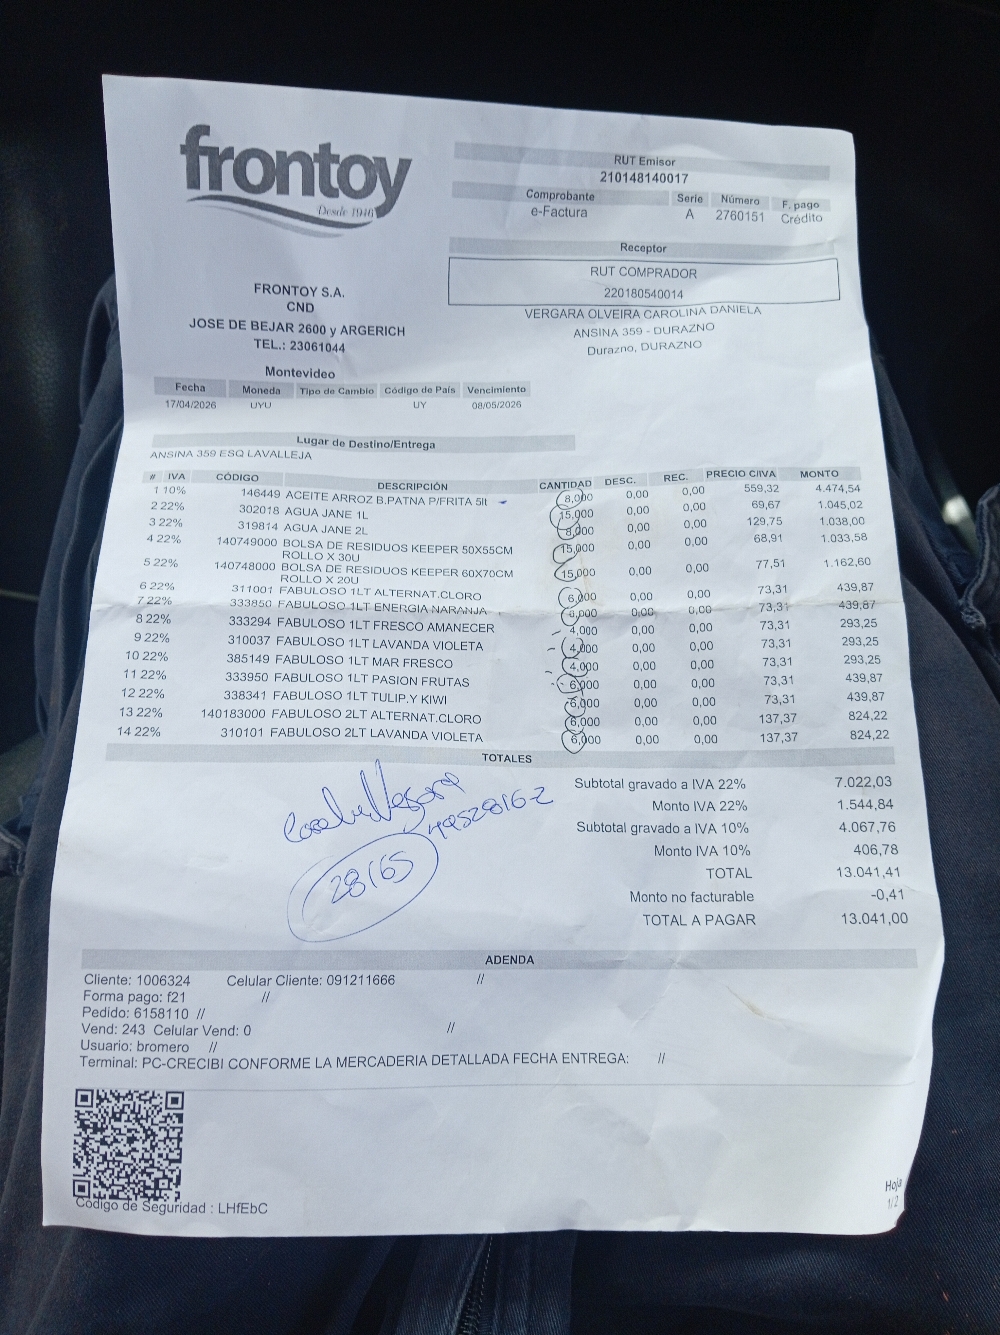 frontoy
Desde 1946
FRONTOY S.A.
CND
JOSE DE BEJAR 2600 y ARGERICH
TEL.: 23061044
Montevideo
RUT Emisor
210148140017
Comprobante Serie Número F. pago
e-Factura A 2760151 Crédito
Receptor
RUT COMPRADOR
220180540014
VERGARA OLVEIRA CAROLINA DANIELA
ANSINA 359 - DURAZNO
Durazno, DURAZNO
Fecha Moneda Tipo de Cambio Código de País Vencimiento
17/04/2026 UYU UY 08/05/2026
Lugar de Destino/Entrega
ANSINA 359 ESQ LAVALLEJA
# IVA CÓDIGO DESCRIPCIÓN CANTIDAD DESC. REC. PRECIO C/IVA MONTO
1 10% 146449 ACEITE ARROZ B.PATNA P/FRITA 5lt 8,000 0,00 0,00 559,32 4.474,54
2 22% 302018 AGUA JANE 1L 15,000 0,00 0,00 69,67 1.045,02
3 22% 319814 AGUA JANE 2L 8,000 0,00 0,00 129,75 1.038,00
4 22% 140749000 BOLSA DE RESIDUOS KEEPER 50X55CM 15,000 0,00 0,00 68,91 1.033,58
ROLLO X 30U
5 22% 140748000 BOLSA DE RESIDUOS KEEPER 60X70CM 15,000 0,00 0,00 77,51 1.162,60
ROLLO X 20U
6 22% 311001 FABULOSO 1LT ALTERNAT.CLORO 6,000 0,00 0,00 73,31 439,87
7 22% 333850 FABULOSO 1LT ENERGIA NARANJA 6,000 0,00 0,00 73,31 439,87
8 22% 333294 FABULOSO 1LT FRESCO AMANECER 4,000 0,00 0,00 73,31 293,25
9 22% 310037 FABULOSO 1LT LAVANDA VIOLETA 4,000 0,00 0,00 73,31 293,25
10 22% 385149 FABULOSO 1LT MAR FRESCO 4,000 0,00 0,00 73,31 293,25
11 22% 333950 FABULOSO 1LT PASION FRUTAS 6,000 0,00 0,00 73,31 439,87
12 22% 338341 FABULOSO 1LT TULIP.Y KIWI 6,000 0,00 0,00 73,31 439,87
13 22% 140183000 FABULOSO 2LT ALTERNAT.CLORO 6,000 0,00 0,00 137,37 824,22
14 22% 310101 FABULOSO 2LT LAVANDA VIOLETA 6,000 0,00 0,00 137,37 824,22
TOTALES
Subtotal gravado a IVA 22% 7.022,03
Monto IVA 22% 1.544,84
Subtotal gravado a IVA 10% 4.067,76
Monto IVA 10% 406,78
TOTAL 13.041,41
Monto no facturable -0,41
TOTAL A PAGAR 13.041,00
28165
ADENDA
Cliente: 1006324 Celular Cliente: 091211666 //
Forma pago: f21 //
Pedido: 6158110 //
Vend: 243 Celular Vend: 0 //
Usuario: bromero //
Terminal: PC-CRECIBI CONFORME LA MERCADERIA DETALLADA FECHA ENTREGA: //
Código de Seguridad : LHfEbC
Hoja
1/2